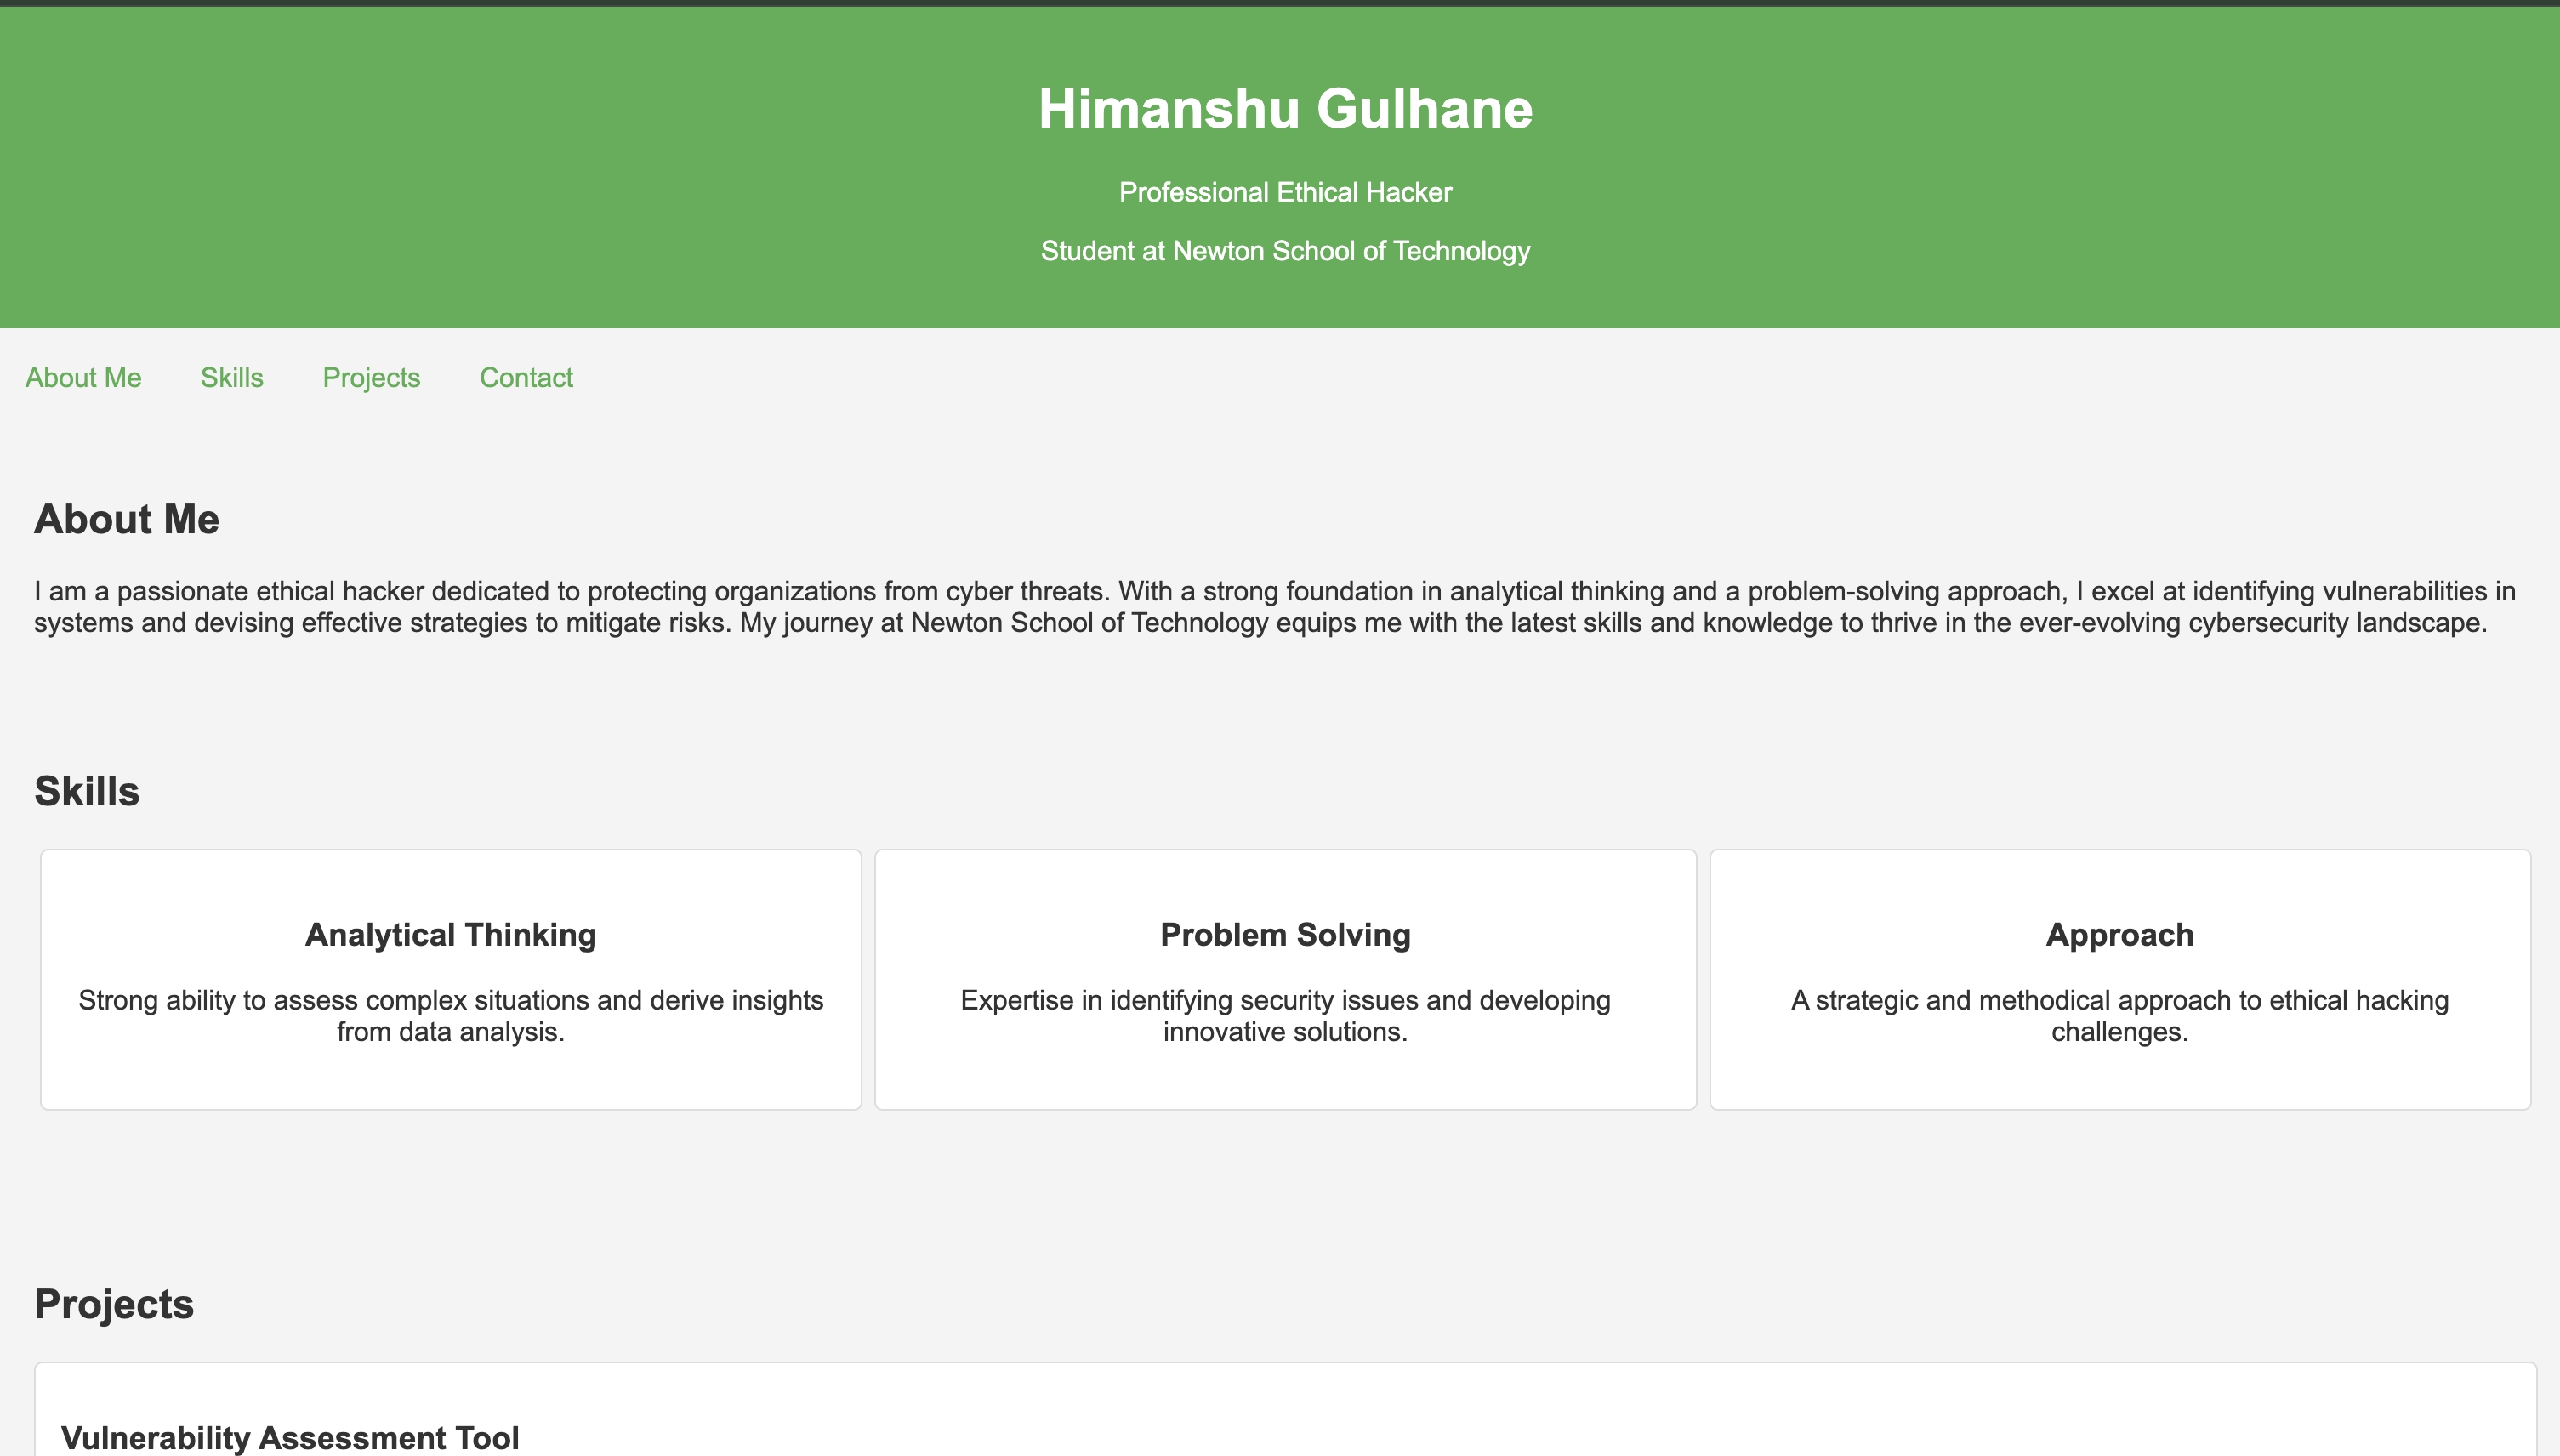 Himanshu Gulhane
Professional Ethical Hacker
Student at Newton School of Technology
About Me Skills Projects Contact
About Me
I am a passionate ethical hacker dedicated to protecting organizations from cyber threats. With a strong foundation in analytical thinking and a problem-solving approach, I excel at identifying vulnerabilities in
systems and devising effective strategies to mitigate risks. My journey at Newton School of Technology equips me with the latest skills and knowledge to thrive in the ever-evolving cybersecurity landscape.
Skills
Analytical Thinking
Strong ability to assess complex situations and derive insights
from data analysis.
Problem Solving
Expertise in identifying security issues and developing
innovative solutions.
Approach
A strategic and methodical approach to ethical hacking
challenges.
Projects
Vulnerability Assessment Tool